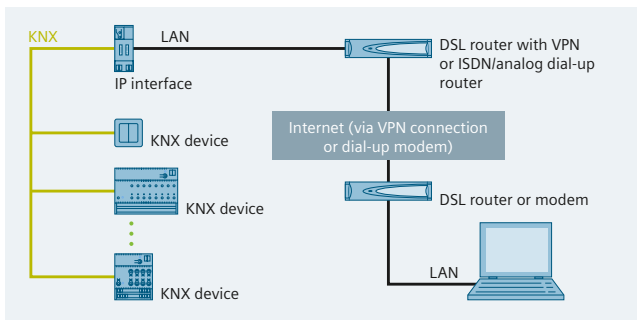 KNX
LAN
IP interface
DSL router with VPN
or ISDN/analog dial-up
router
KNX device
Internet (via VPN connection
or dial-up modem)
KNX device
DSL router or modem
LAN
KNX device